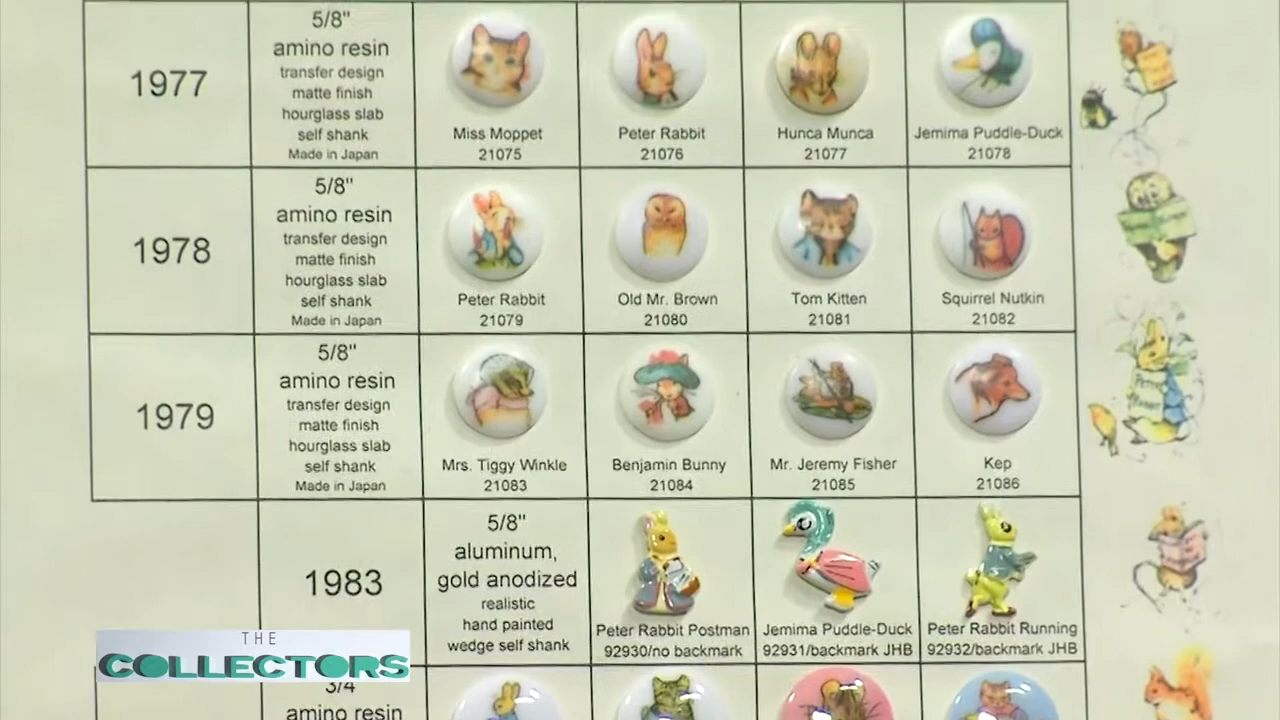 1977
5/8"
amino resin
transfer design
matte finish
hourglass slab
self shank
Made in Japan
Miss Moppet
21075
Peter Rabbit
21076
Hunca Munca
21077
Jemima Puddle-Duck
21078
1978
5/8"
amino resin
transfer design
matte finish
hourglass slab
self shank
Made in Japan
Peter Rabbit
21079
Old Mr. Brown
21080
Tom Kitten
21081
Squirrel Nutkin
21082
1979
5/8"
amino resin
transfer design
matte finish
hourglass slab
self shank
Made in Japan
Mrs. Tiggy Winkle
21083
Benjamin Bunny
21084
Mr. Jeremy Fisher
21085
Kep
21086
1983
5/8"
aluminum,
gold anodized
realistic
hand painted
wedge self shank
Peter Rabbit Postman
92930/no backmark
Jemima Puddle-Duck
92931/backmark JHB
Peter Rabbit Running
92932/backmark JHB
THE
COLLECTORS
3/4
amino resin